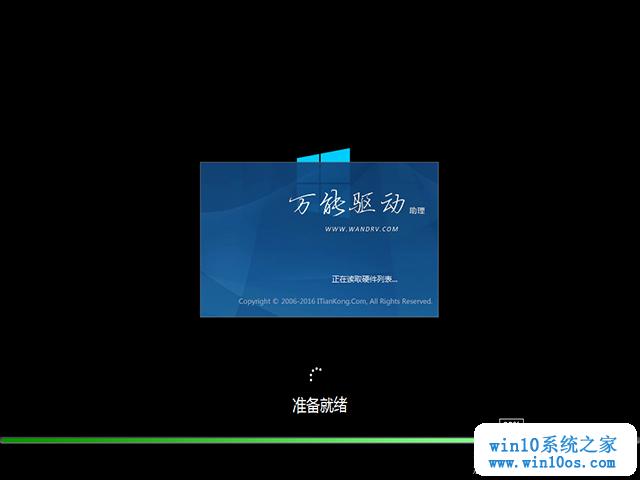 万能驱动 助理
WWW.WANDRV.COM
正在读取硬件列表...
Copyright © 2006-2016 ITianKong.Com, All Rights Reserved.
准备就绪
win10系统之家
www.win10os.com